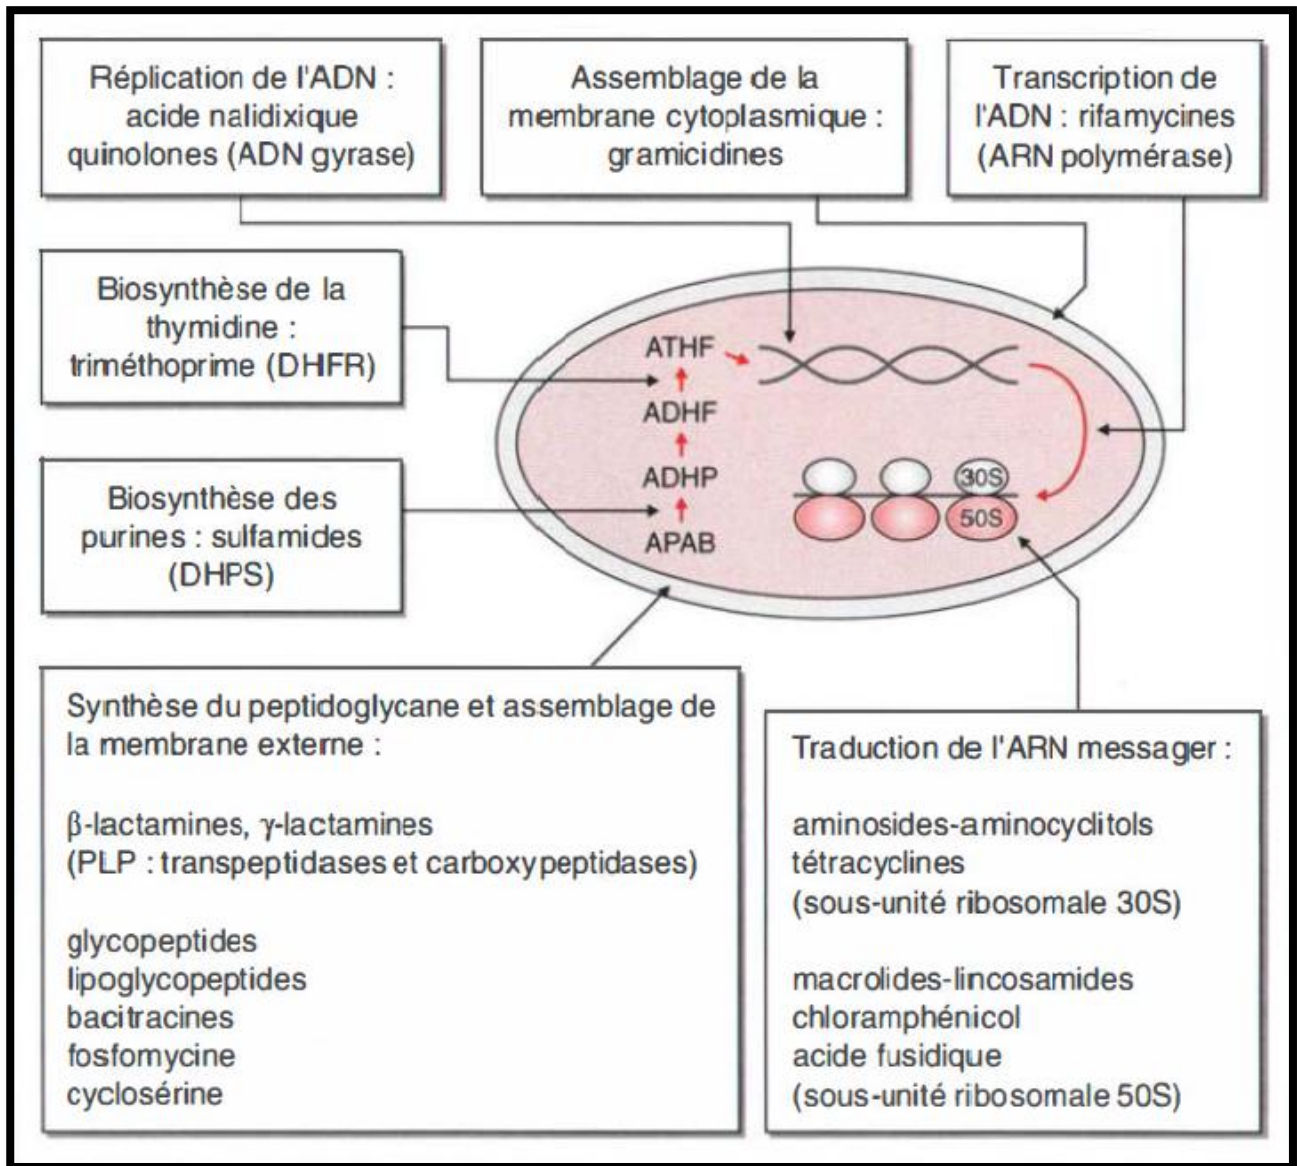 Réplication de l'ADN :
acide nalidixique
quinolones (ADN gyrase)
Assemblage de la
membrane cytoplasmique :
gramicidines
Transcription de
l'ADN : rifamycines
(ARN polymérase)
Biosynthèse de la
thymidine :
triméthoprime (DHFR)
Biosynthèse des
purines : sulfamides
(DHPS)
ATHF
ADHF
ADHP
APAB
30S
50S
Synthèse du peptidoglycane et assemblage de
la membrane externe :
β-lactamines, γ-lactamines
(PLP : transpeptidases et carboxypeptidases)
glycopeptides
lipoglycopeptides
bacitracines
fosfomycine
cyclosérine
Traduction de l'ARN messager :
aminosides-aminocyclitols
tétracyclines
(sous-unité ribosomale 30S)
macrolides-lincosamides
chloramphénicol
acide fusidique
(sous-unité ribosomale 50S)